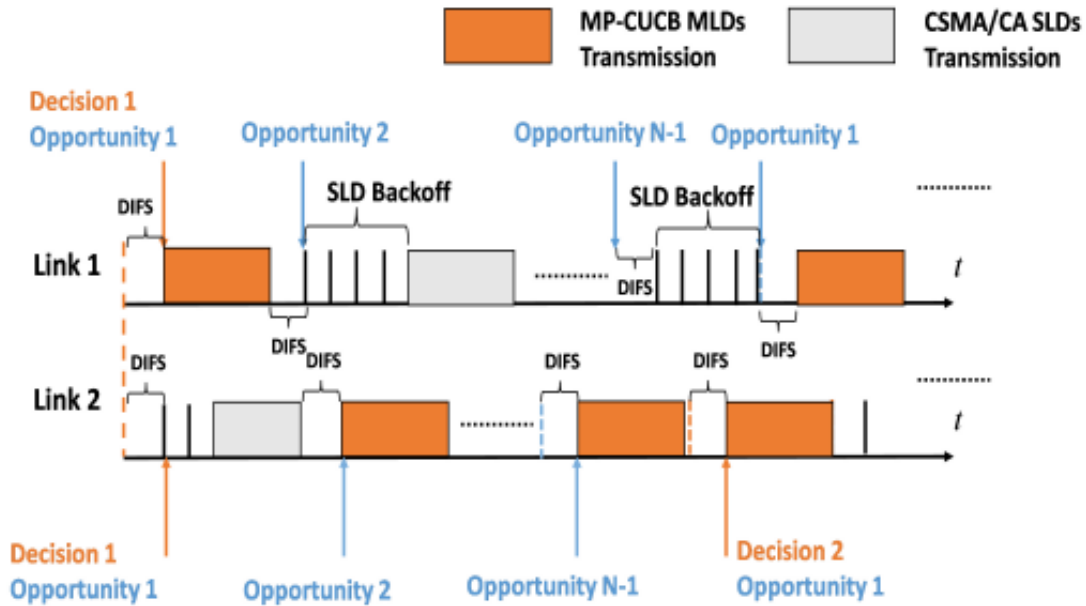 MP-CUCB MLDs
Transmission
CSMA/CA SLDs
Transmission
Decision 1
Opportunity 1
Opportunity 2
Opportunity N-1
Opportunity 1
SLD Backoff
SLD Backoff
DIFS
Link 1
DIFS
t
DIFS
DIFS
DIFS
DIFS
DIFS
DIFS
DIFS
Link 2
t
Decision 1
Opportunity 1
Opportunity 2
Opportunity N-1
Decision 2
Opportunity 1